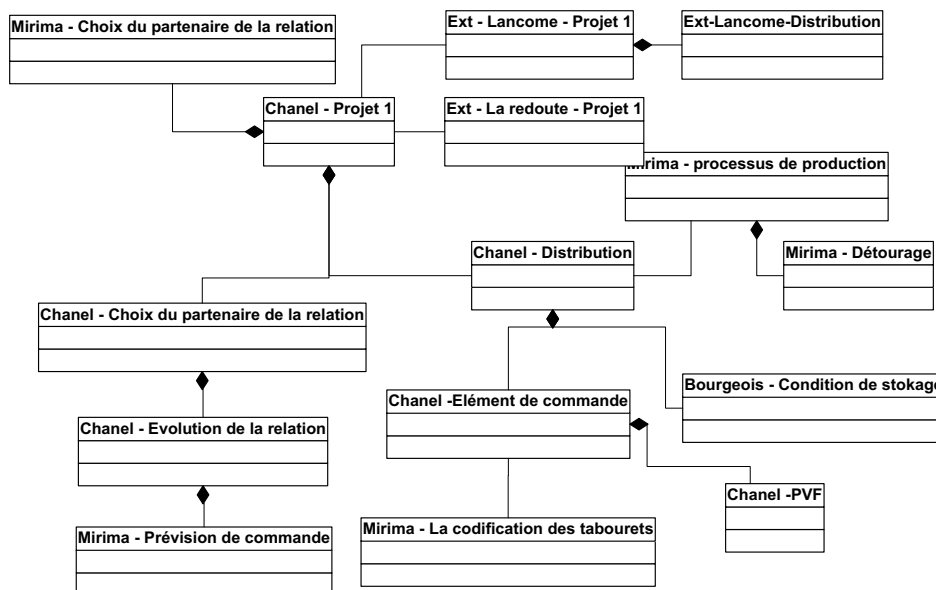 Mirima - Choix du partenaire de la relation
Ext - Lancome - Projet 1
Ext-Lancome-Distribution
Chanel - Projet 1
Ext - La redoute - Projet 1
Mirima - processus de production
Chanel - Distribution
Mirima - Détourage
Chanel - Choix du partenaire de la relation
Bourgeois - Condition de stokage
Chanel -Elément de commande
Chanel - Evolution de la relation
Chanel -PVF
Mirima - Prévision de commande
Mirima - La codification des tabourets